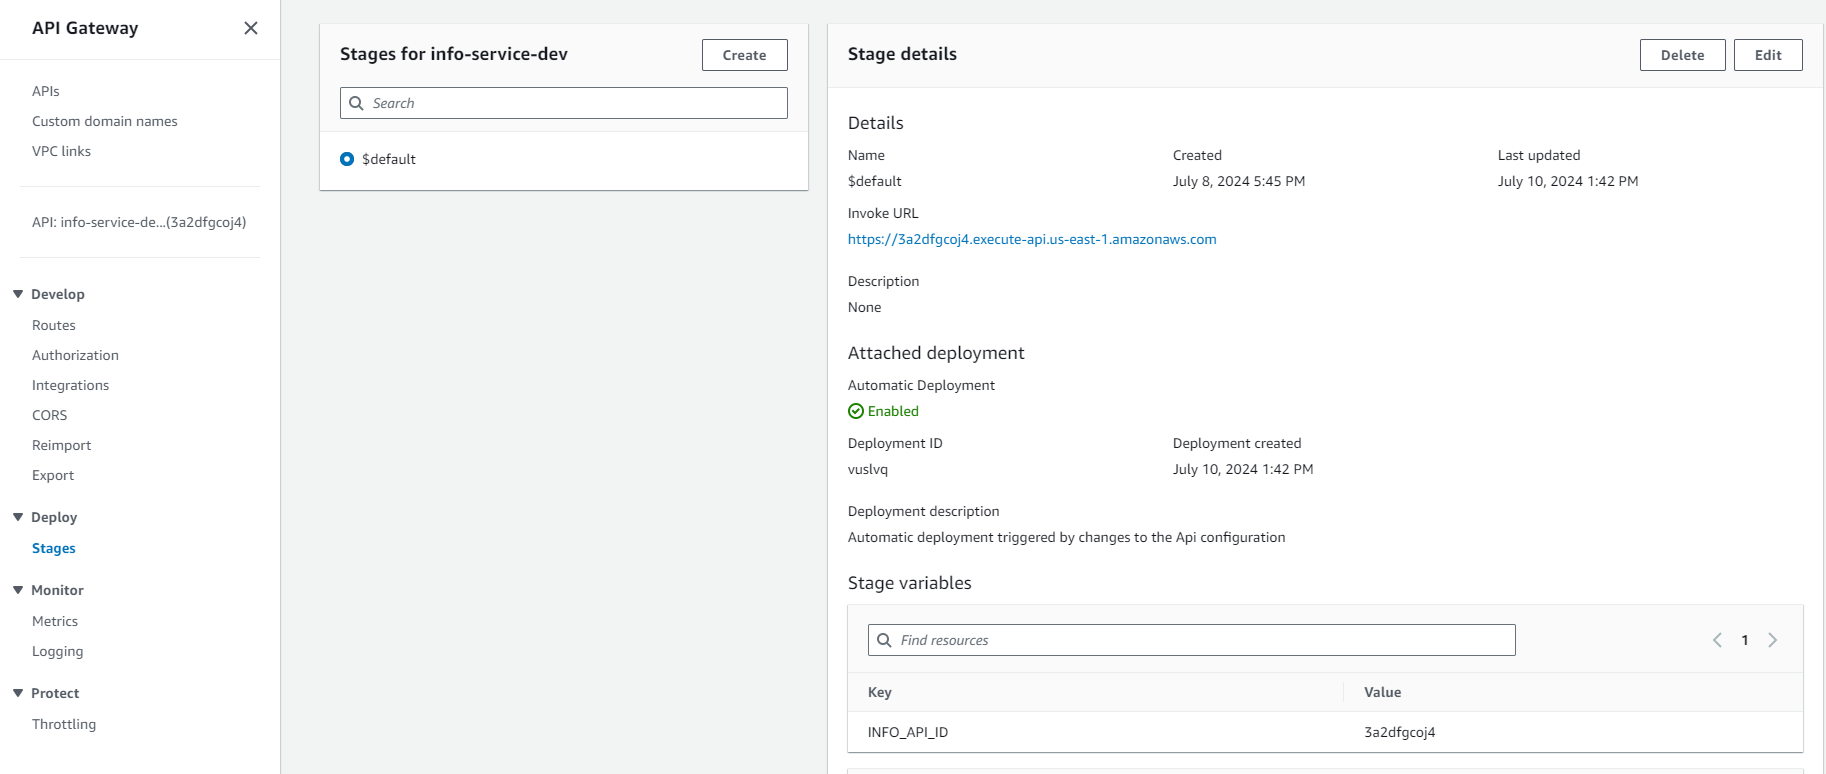 API Gateway
APIs
Custom domain names
VPC links
API: info-service-de...(3a2dfgcoj4)
Develop
Routes
Authorization
Integrations
CORS
Reimport
Export
Deploy
Stages
Monitor
Metrics
Logging
Protect
Throttling
Stages for info-service-dev
Create
Search
$default
Stage details
Delete
Edit
Details
Name
Created
Last updated
$default
July 8, 2024 5:45 PM
July 10, 2024 1:42 PM
Invoke URL
https://3a2dfgcoj4.execute-api.us-east-1.amazonaws.com
Description
None
Attached deployment
Automatic Deployment
Enabled
Deployment ID
Deployment created
vuslvq
July 10, 2024 1:42 PM
Deployment description
Automatic deployment triggered by changes to the Api configuration
Stage variables
Find resources
1
Key
Value
INFO_API_ID
3a2dfgcoj4